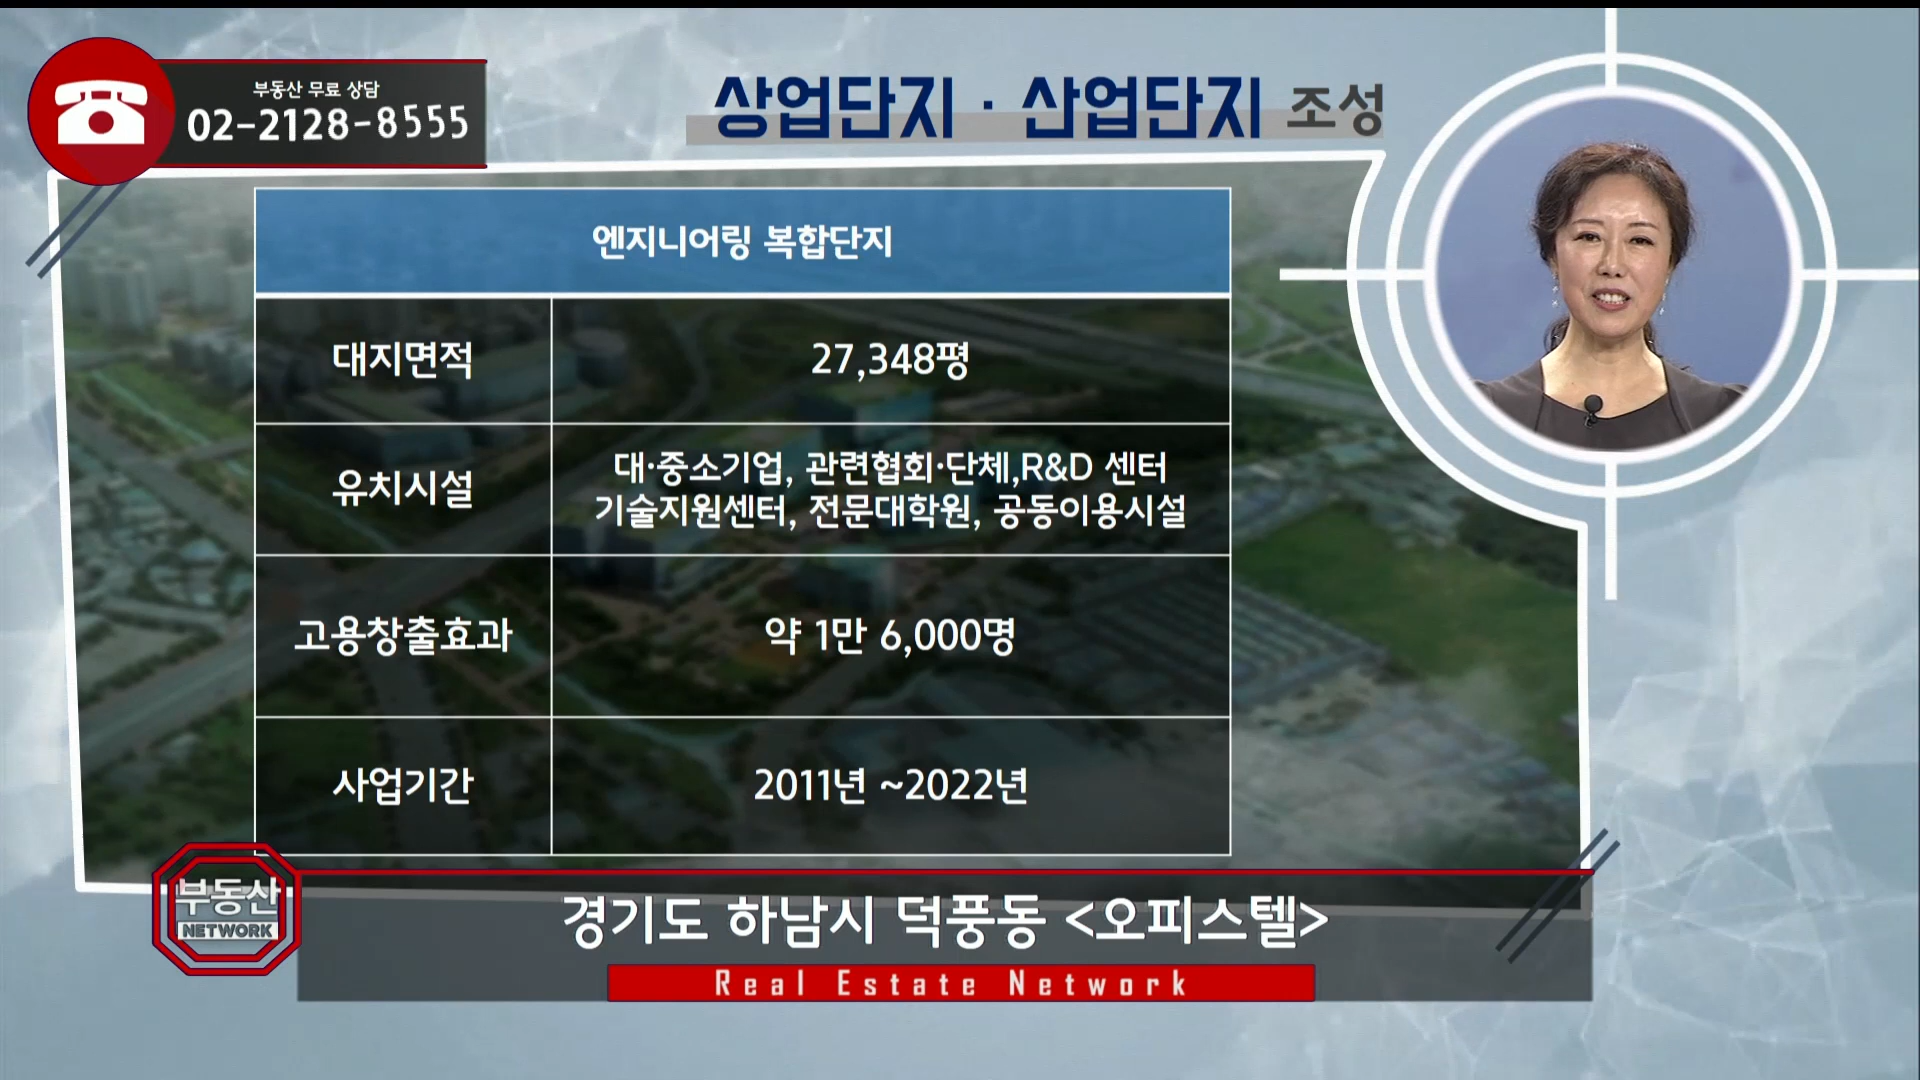 부동산 무료 상담
02-2128-8555
상업단지 · 산업단지 조성
엔지니어링 복합단지
대지면적
27,348평
유치시설
대·중소기업, 관련협회·단체,R&D 센터
기술지원센터, 전문대학원, 공동이용시설
고용창출효과
약 1만 6,000명
사업기간
2011년 ~2022년
부동산
NETWORK
경기도 하남시 덕풍동 <오피스텔>
Real Estate Network